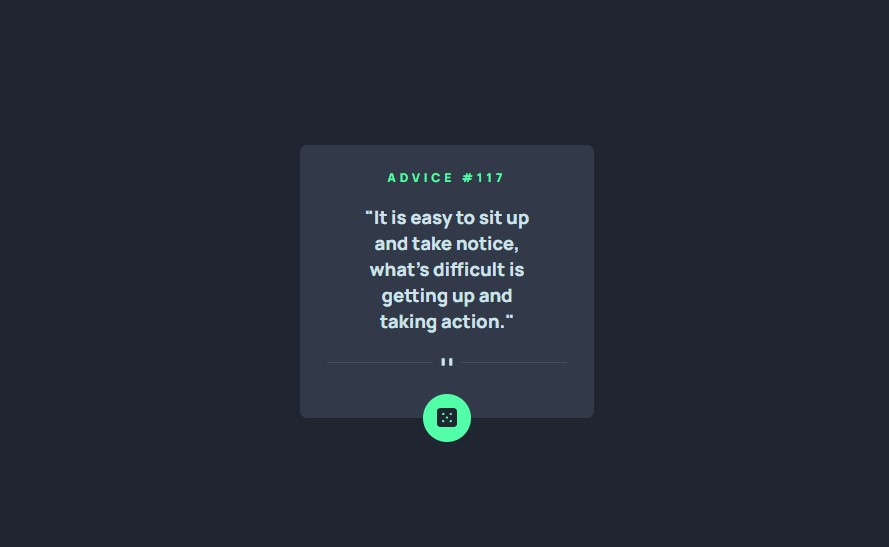 ADVICE #117
"It is easy to sit up
and take notice,
what's difficult is
getting up and
taking action."